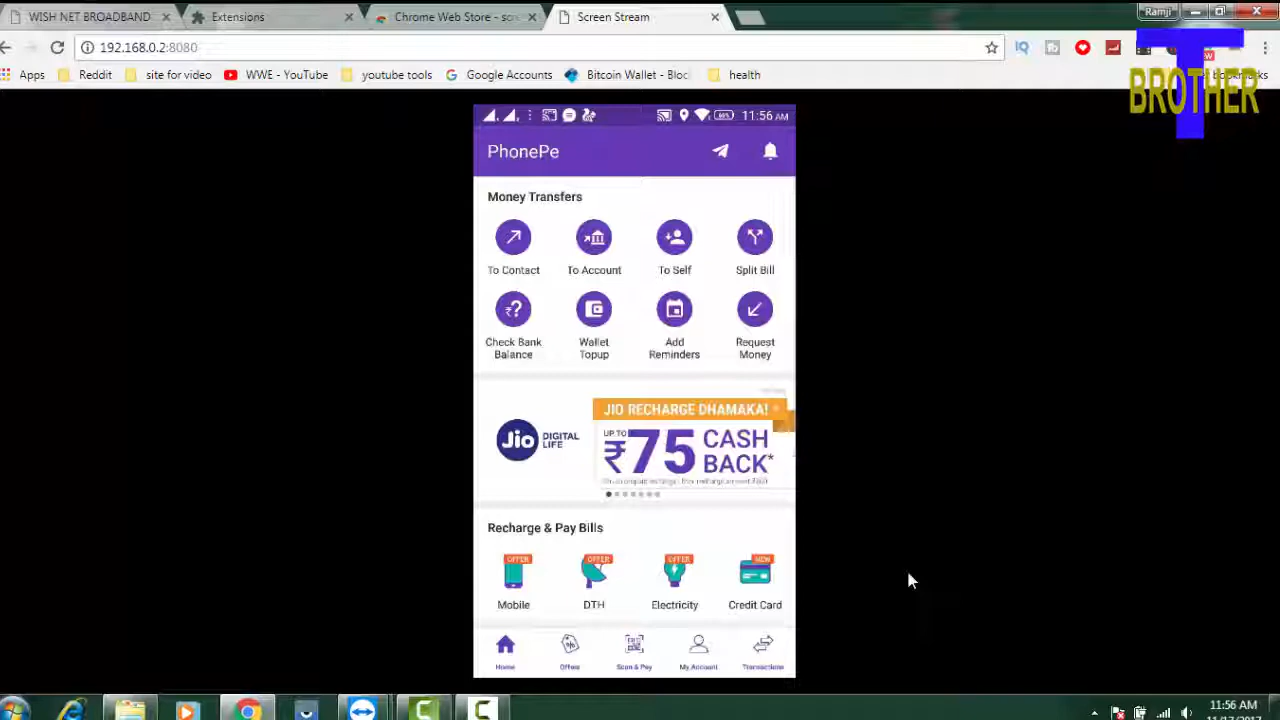 WISH NET BROADBAND
Extensions
Chrome Web Store - scr
Screen Stream
Ramji
192.168.0.2:8080
Apps
Reddit
site for video
WWE - YouTube
youtube tools
Google Accounts
Bitcoin Wallet - Bloc
health
bookmarks
T
BROTHER
11:56 AM
PhonePe
Money Transfers
To Contact
To Account
To Self
Split Bill
Check Bank
Balance
Wallet
Topup
Add
Reminders
Request
Money
Jio
DIGITAL
LIFE
JIO RECHARGE DHAMAKA!
UP TO
₹75 CASH
BACK*
Recharge & Pay Bills
OFFER
OFFER
OFFER
NEW
Mobile
DTH
Electricity
Credit Card
Home
Offers
Scan & Pay
My Account
Transactions
11:56 AM